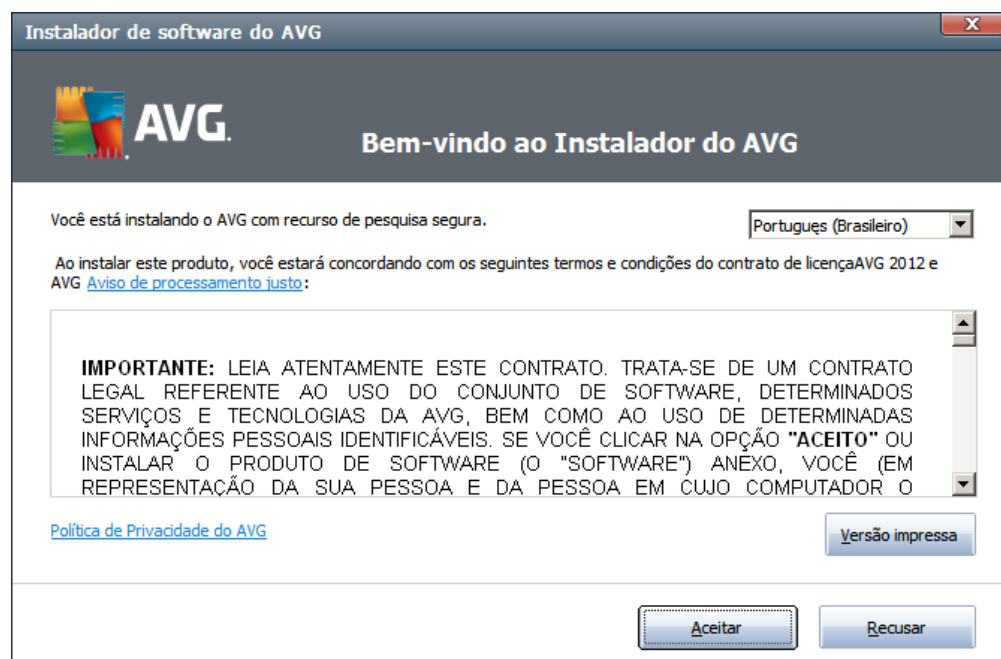 Instalador de software do AVG
X
AVG.
Bem-vindo ao Instalador do AVG
Você está instalando o AVG com recurso de pesquisa segura.
Portuguęs (Brasileiro)
Ao instalar este produto, você estará concordando com os seguintes termos e condições do contrato de licençaAVG 2012 e
AVG Aviso de processamento justo:
IMPORTANTE: LEIA ATENTAMENTE ESTE CONTRATO. TRATA-SE DE UM CONTRATO
LEGAL REFERENTE AO USO DO CONJUNTO DE SOFTWARE, DETERMINADOS
SERVIÇOS E TECNOLOGIAS DA AVG, BEM COMO AO USO DE DETERMINADAS
INFORMAÇÕES PESSOAIS IDENTIFICÁVEIS. SE VOCÊ CLICAR NA OPÇÃO "ACEITO" OU
INSTALAR O PRODUTO DE SOFTWARE (O "SOFTWARE") ANEXO, VOCÊ (EM
REPRESENTAÇÃO DA SUA PESSOA E DA PESSOA EM CUJO COMPUTADOR O
Política de Privacidade do AVG
Versão impressa
Aceitar
Recusar